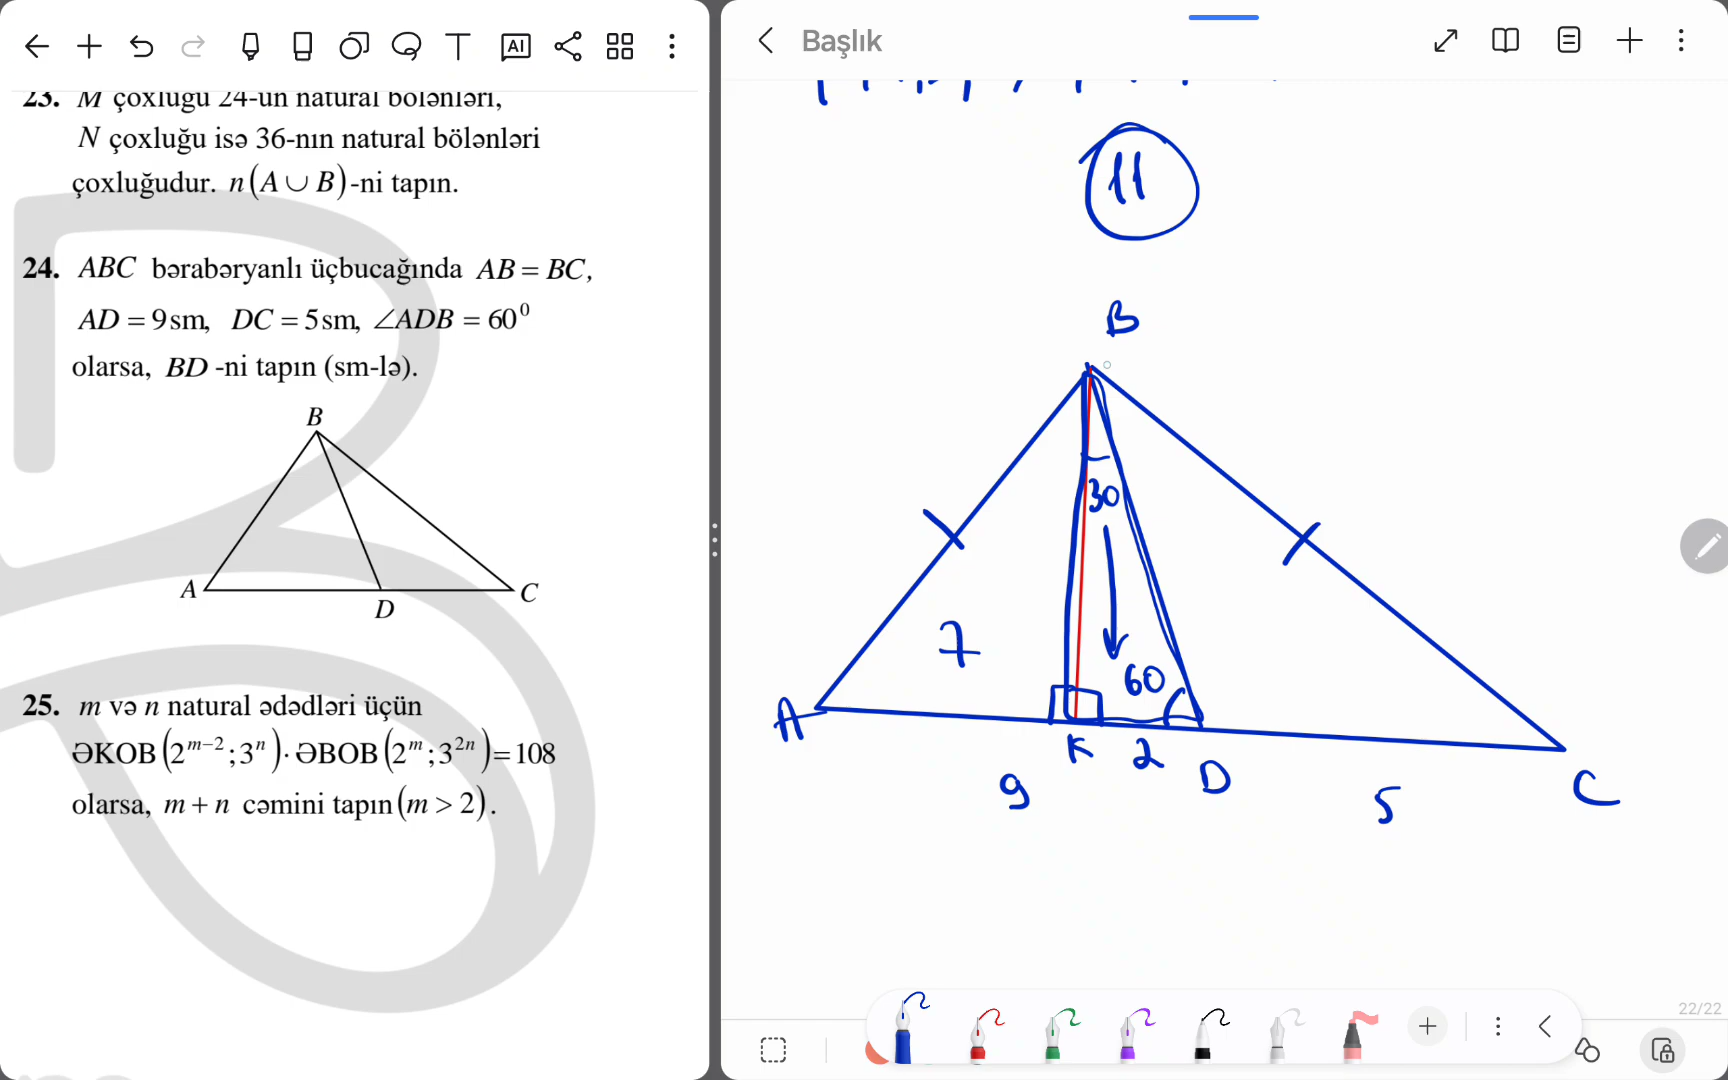 Başlık
23. M çoxluğu 24-ün natural bölənləri,
N çoxluğu isə 36-nın natural bölənləri
çoxluğudur. n(A ∪ B)-ni tapın.
24. ABC bərabəryanlı üçbucağında AB = BC,
AD = 9 sm, DC = 5 sm, ∠ADB = 60⁰
olarsa, BD -ni tapın (sm-lə).
B
A
D
C
25. m və n natural ədədləri üçün
ƏKOB(2^{m−2};3^n)·ƏBOB(2^m;3^{2n})=108
olarsa, m + n cəmini tapın(m > 2).
11
B
30
7
60
A
K
2
D
9
5
C
AI
22/22